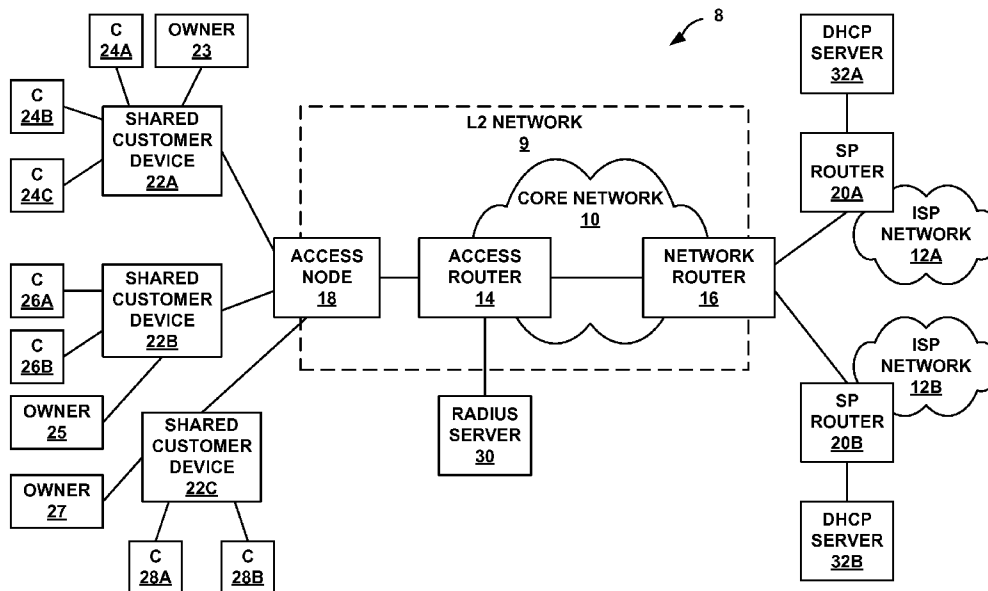 8
C
24A
OWNER
23
C
24B
C
24C
SHARED
CUSTOMER
DEVICE
22A
L2 NETWORK
9
CORE NETWORK
10
DHCP
SERVER
32A
SP
ROUTER
20A
ISP
NETWORK
12A
C
26A
C
26B
SHARED
CUSTOMER
DEVICE
22B
ACCESS
NODE
18
ACCESS
ROUTER
14
NETWORK
ROUTER
16
ISP
NETWORK
12B
OWNER
25
OWNER
27
SHARED
CUSTOMER
DEVICE
22C
RADIUS
SERVER
30
SP
ROUTER
20B
C
28A
C
28B
DHCP
SERVER
32B